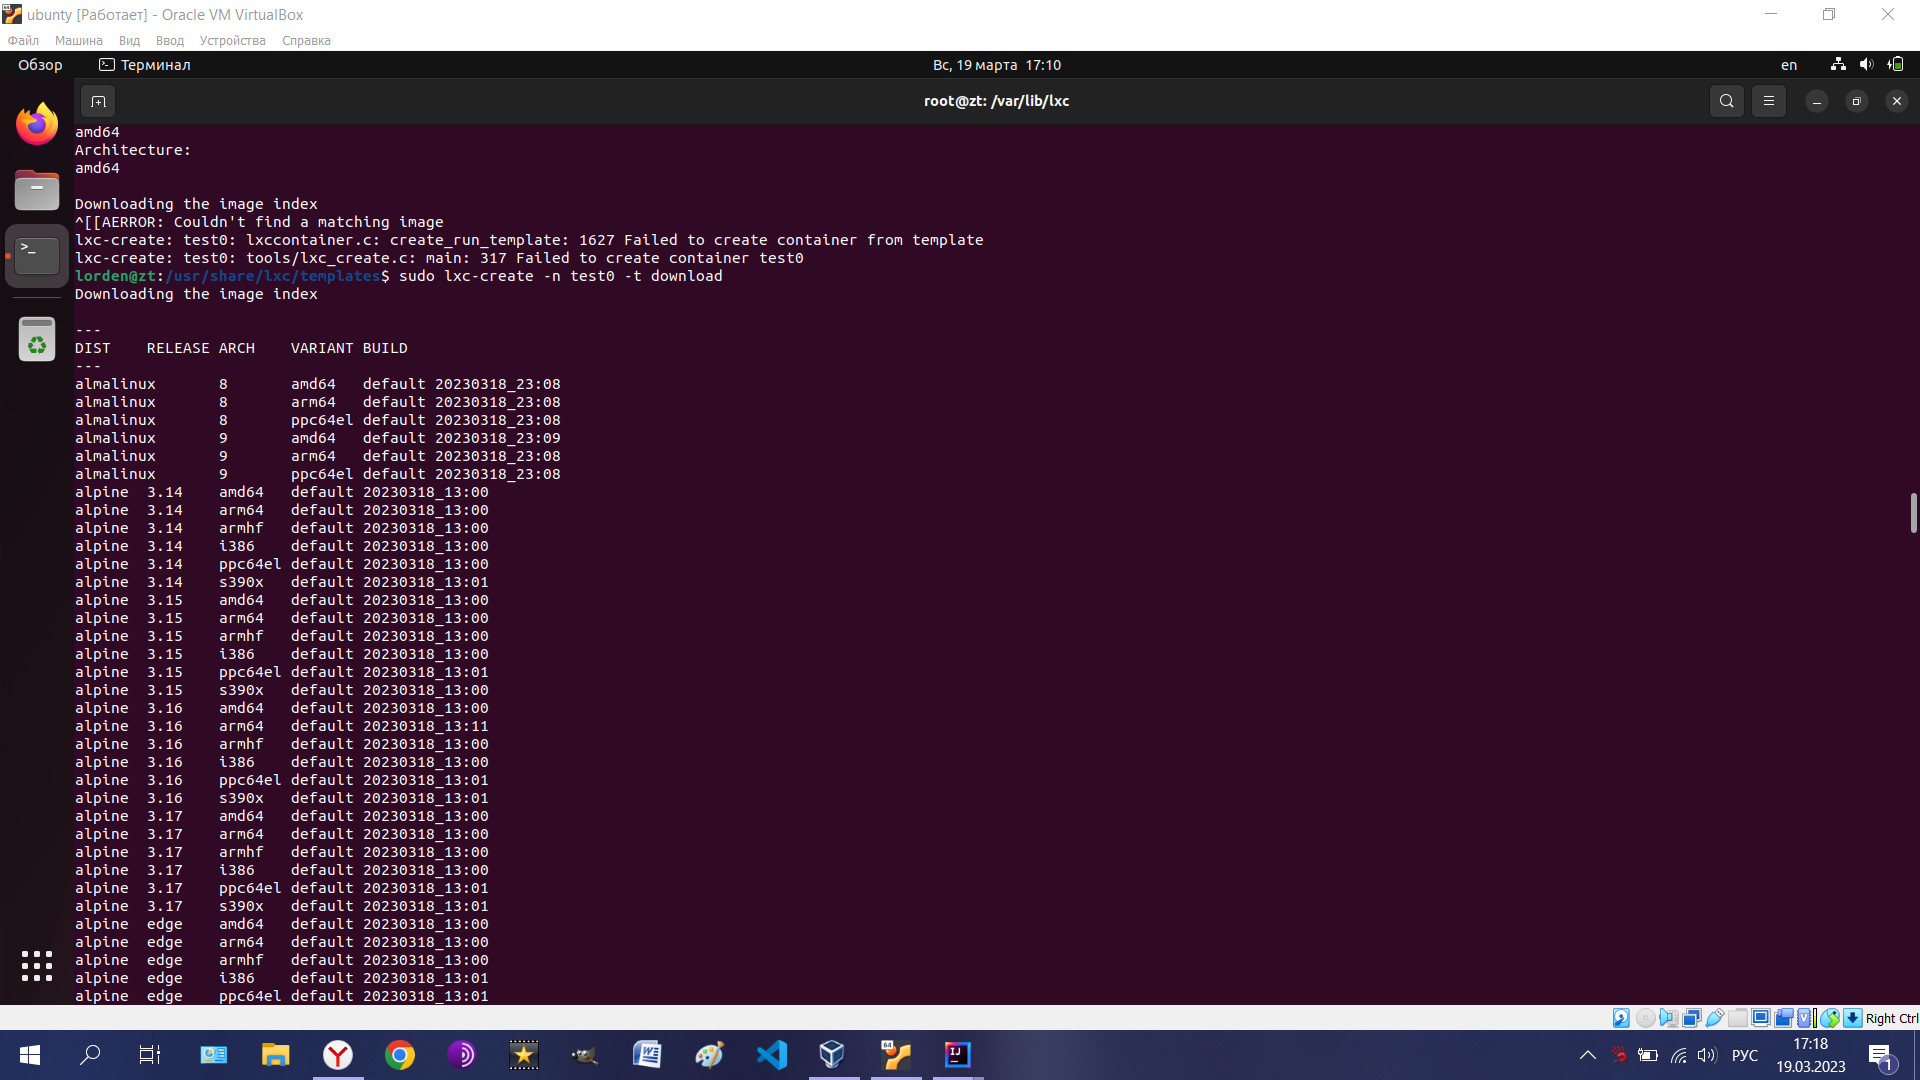 ubunty [Работает] - Oracle VM VirtualBox
Файл Машина Вид Ввод Устройства Справка
Обзор Терминал Вс, 19 марта 17:10 en
root@zt: /var/lib/lxc
amd64
Architecture:
amd64
Downloading the image index
^[[AERROR: Couldn't find a matching image
lxc-create: test0: lxccontainer.c: create_run_template: 1627 Failed to create container from template
lxc-create: test0: tools/lxc_create.c: main: 317 Failed to create container test0
lorden@zt:/usr/share/lxc/templates$ sudo lxc-create -n test0 -t download
Downloading the image index
---
DIST RELEASE ARCH VARIANT BUILD
---
almalinux 8 amd64 default 20230318_23:08
almalinux 8 arm64 default 20230318_23:08
almalinux 8 ppc64el default 20230318_23:08
almalinux 9 amd64 default 20230318_23:09
almalinux 9 arm64 default 20230318_23:08
almalinux 9 ppc64el default 20230318_23:08
alpine 3.14 amd64 default 20230318_13:00
alpine 3.14 arm64 default 20230318_13:00
alpine 3.14 armhf default 20230318_13:00
alpine 3.14 i386 default 20230318_13:00
alpine 3.14 ppc64el default 20230318_13:00
alpine 3.14 s390x default 20230318_13:01
alpine 3.15 amd64 default 20230318_13:00
alpine 3.15 arm64 default 20230318_13:00
alpine 3.15 armhf default 20230318_13:00
alpine 3.15 i386 default 20230318_13:00
alpine 3.15 ppc64el default 20230318_13:01
alpine 3.15 s390x default 20230318_13:00
alpine 3.16 amd64 default 20230318_13:00
alpine 3.16 arm64 default 20230318_13:11
alpine 3.16 armhf default 20230318_13:00
alpine 3.16 i386 default 20230318_13:00
alpine 3.16 ppc64el default 20230318_13:01
alpine 3.16 s390x default 20230318_13:01
alpine 3.17 amd64 default 20230318_13:00
alpine 3.17 arm64 default 20230318_13:00
alpine 3.17 armhf default 20230318_13:00
alpine 3.17 i386 default 20230318_13:00
alpine 3.17 ppc64el default 20230318_13:01
alpine 3.17 s390x default 20230318_13:01
alpine edge amd64 default 20230318_13:00
alpine edge arm64 default 20230318_13:00
alpine edge armhf default 20230318_13:00
alpine edge i386 default 20230318_13:01
alpine edge ppc64el default 20230318_13:01
Right Ctrl
РУС
17:18
19.03.2023
1